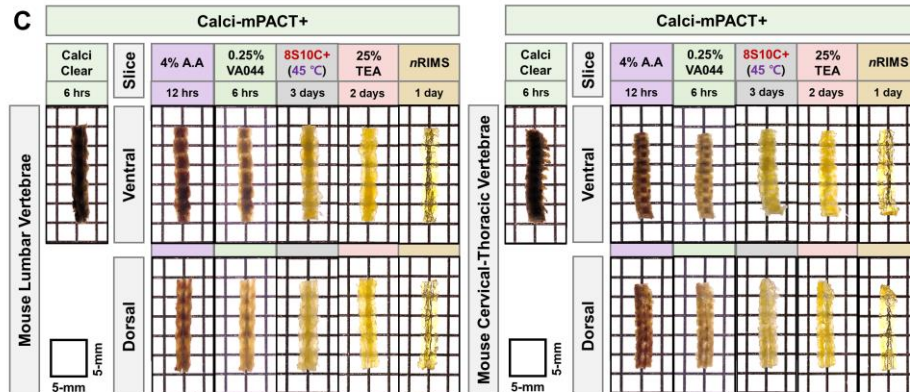 C
Calci-mPACT+
Calci
Clear
6 hrs
Slice
4% A.A
12 hrs
0.25%
VA044
6 hrs
8S10C+
(45 ℃)
3 days
25%
TEA
2 days
nRIMS
1 day
Mouse Lumbar Vertebrae
Ventral
Dorsal
5-mm
5-mm
Calci-mPACT+
Calci
Clear
6 hrs
Slice
4% A.A
12 hrs
0.25%
VA044
6 hrs
8S10C+
(45 ℃)
3 days
25%
TEA
2 days
nRIMS
1 day
Mouse Cervical-Thoracic Vertebrae
Ventral
Dorsal
5-mm
5-mm